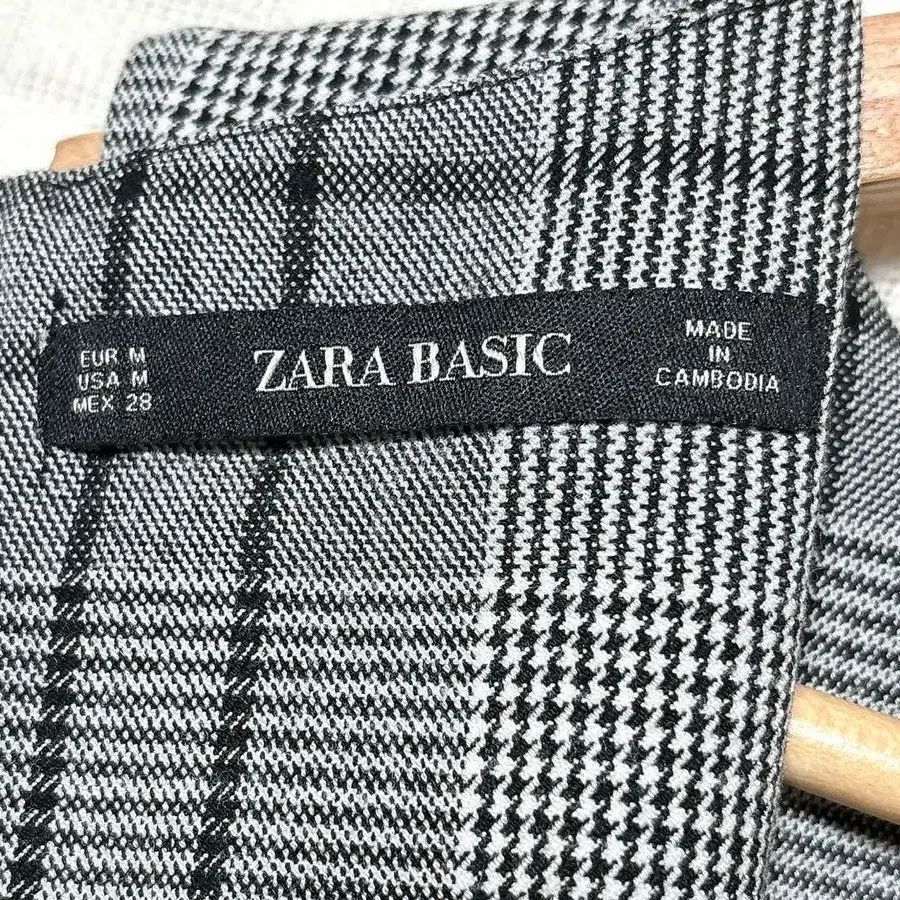 EUR M
USA M
MEX 28
ZARA BASIC
MADE
IN
CAMBODIA